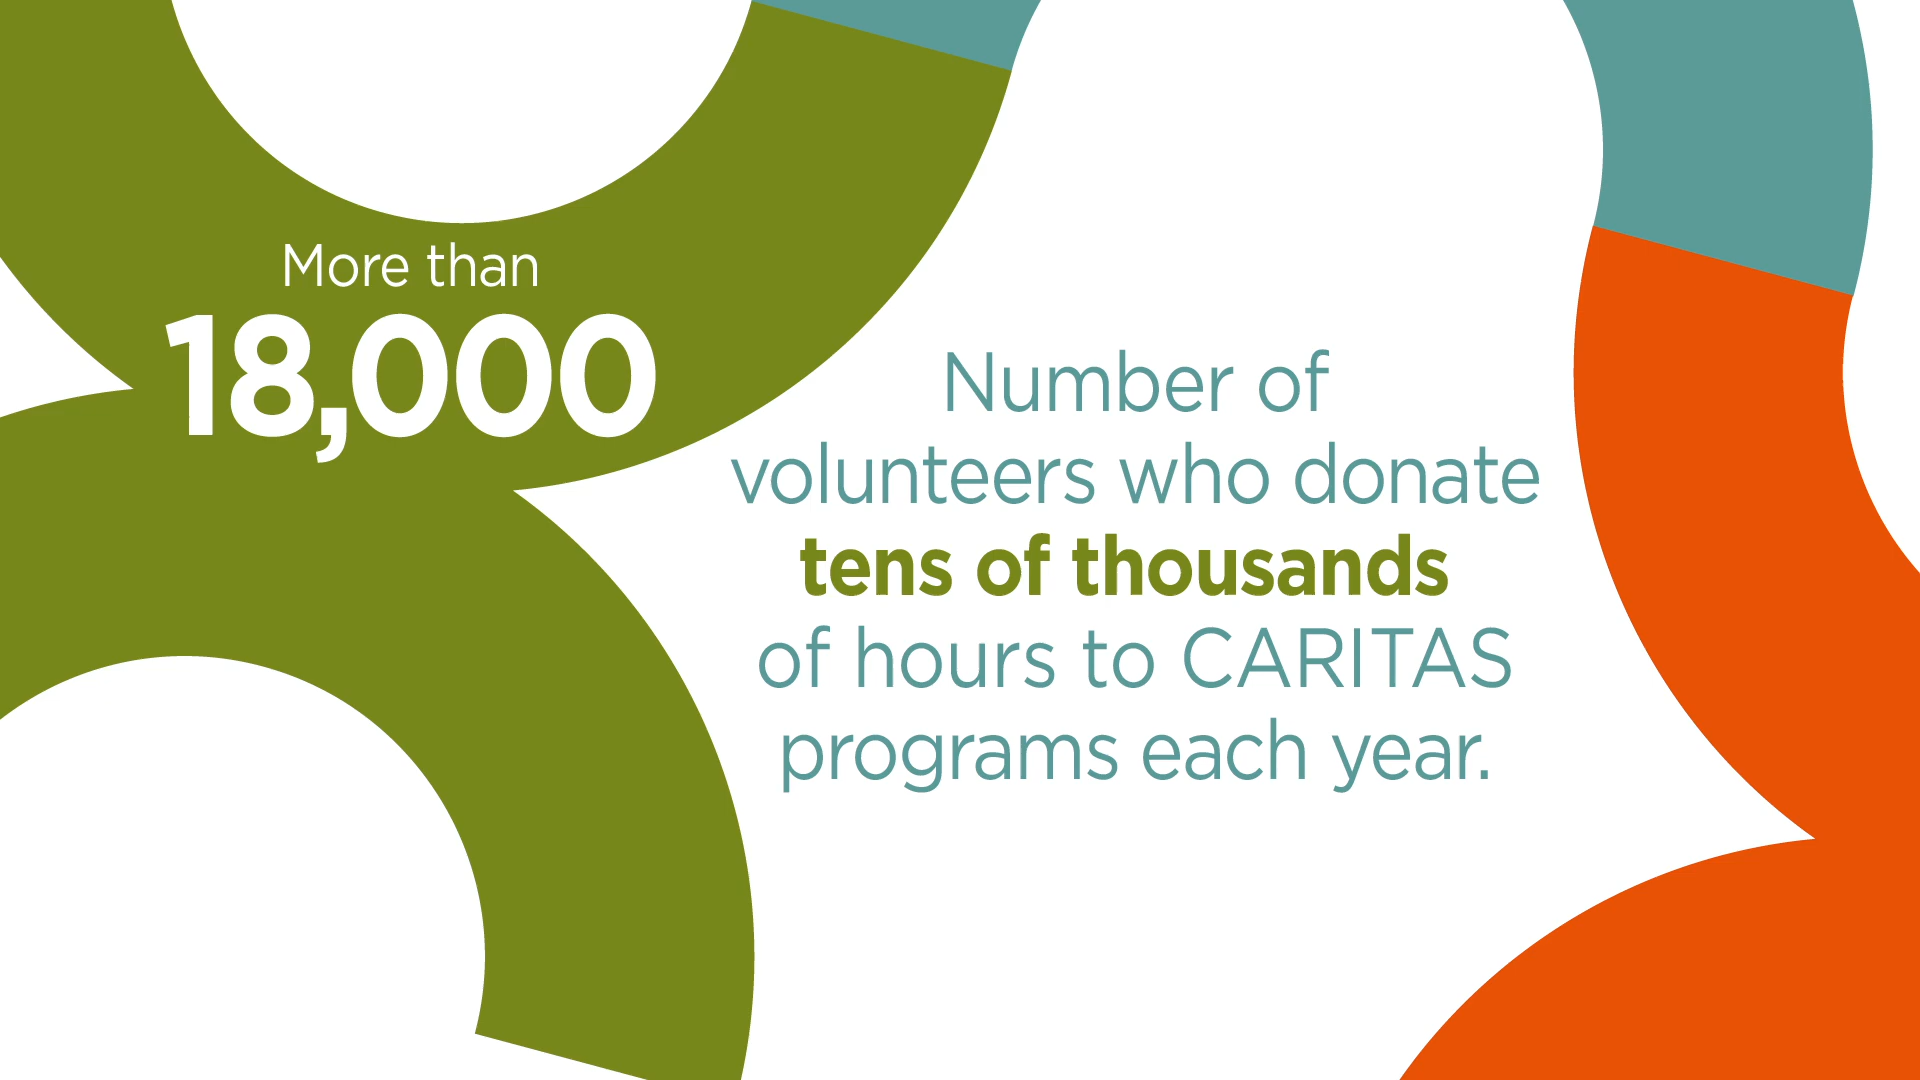 More than
18,000
Number of
volunteers who donate
tens of thousands
of hours to CARITAS
programs each year.